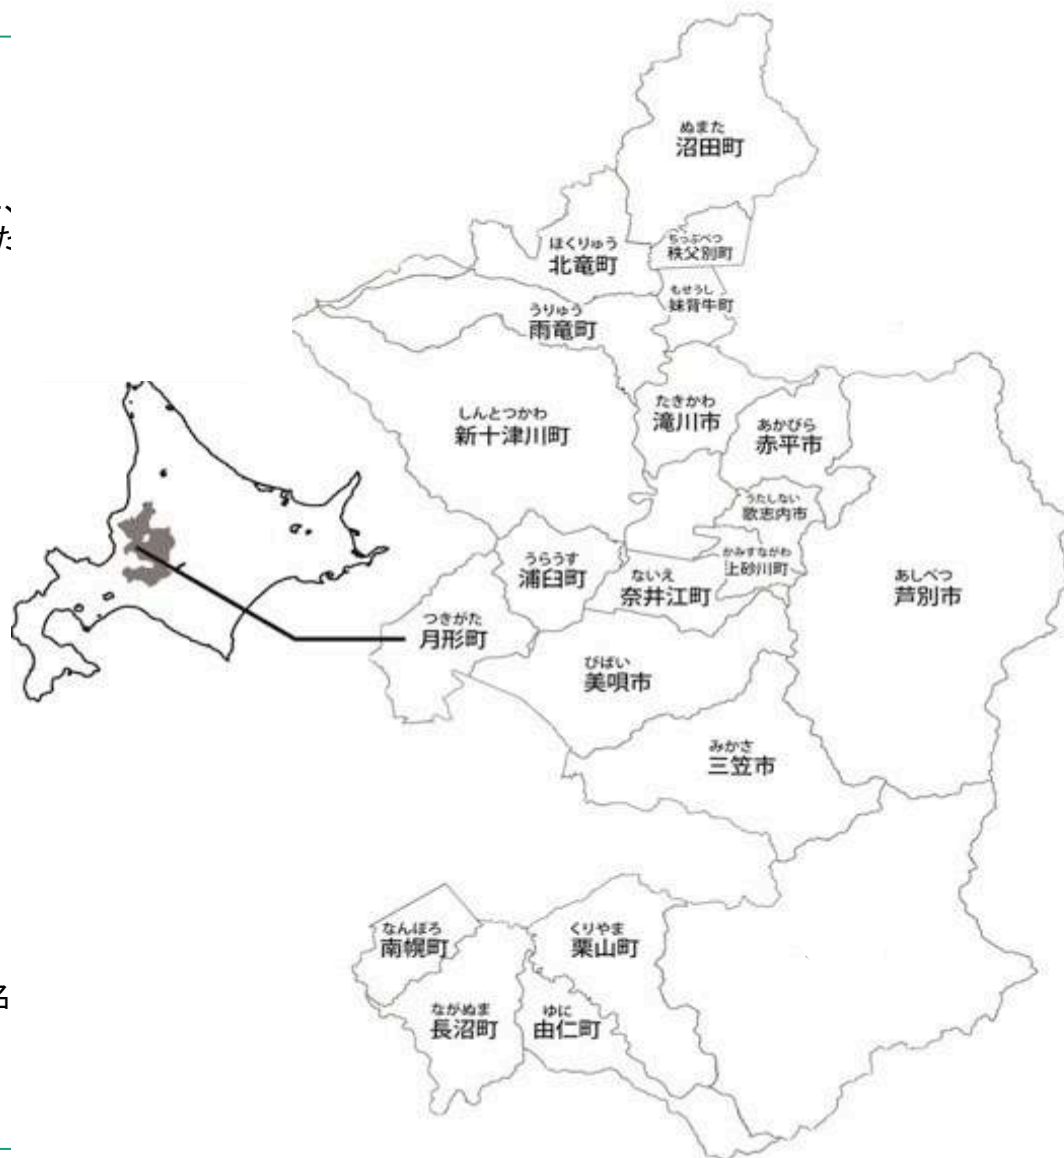 ぬまた
沼田町
、
た
ほくりゅう
北竜町
ちっぷべつ
秩父別町
もせうし
妹背牛町
うりゅう
雨竜町
しんとつかわ
新十津川町
たきかわ
滝川市
あかびら
赤平市
うたしない
歌志内市
かみすながわ
上砂川町
うらうす
浦臼町
ないえ
奈井江町
あしべつ
芦別市
つきがた
月形町
びばい
美唄市
みかさ
三笠市
なんぽろ
南幌町
くりやま
栗山町
名
ながぬま
長沼町
ゆに
由仁町